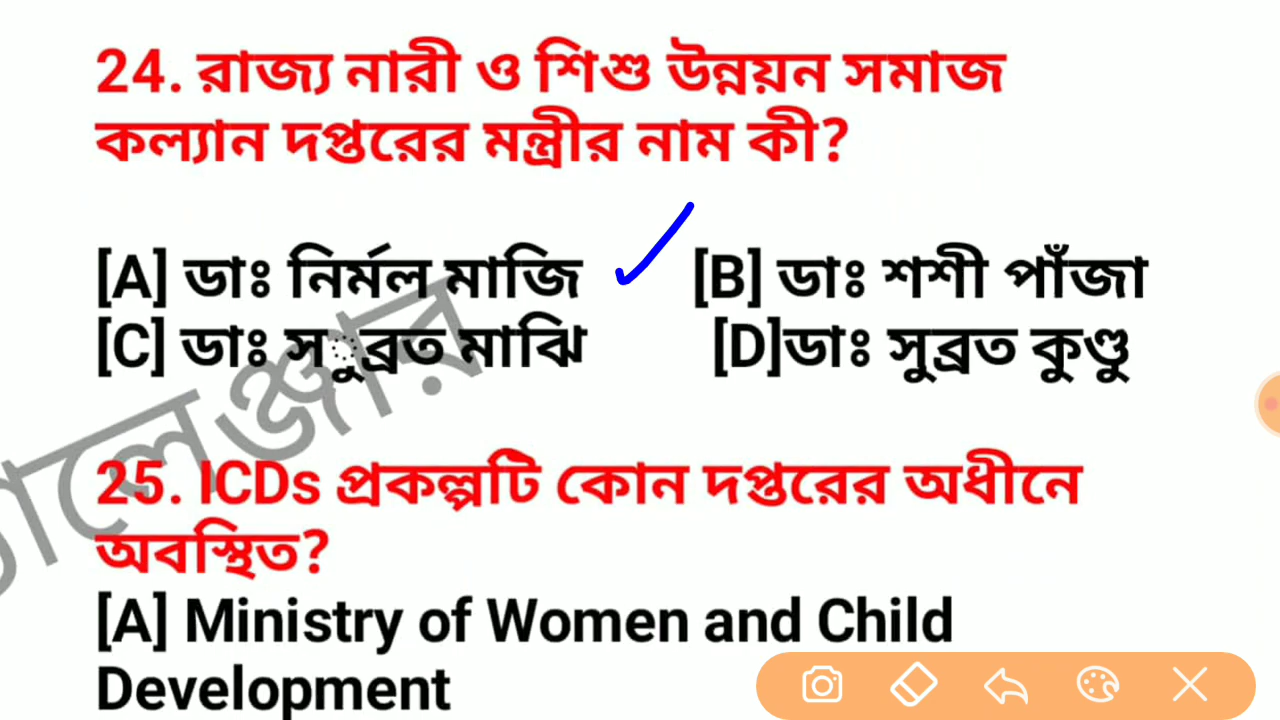 24. রাজ্য নারী ও শিশু উন্নয়ন সমাজ
কল্যান দপ্তরের মন্ত্রীর নাম কী?
[A] ডাঃ নির্মল মাজি [B] ডাঃ শশী পাঁজা
[C] ডাঃ স​ুব্রত মাঝি [D]ডাঃ সুব্রত কুণ্ডু
25. ICDs প্রকল্পটি কোন দপ্তরের অধীনে
অবস্থিত?
[A] Ministry of Women and Child
Development